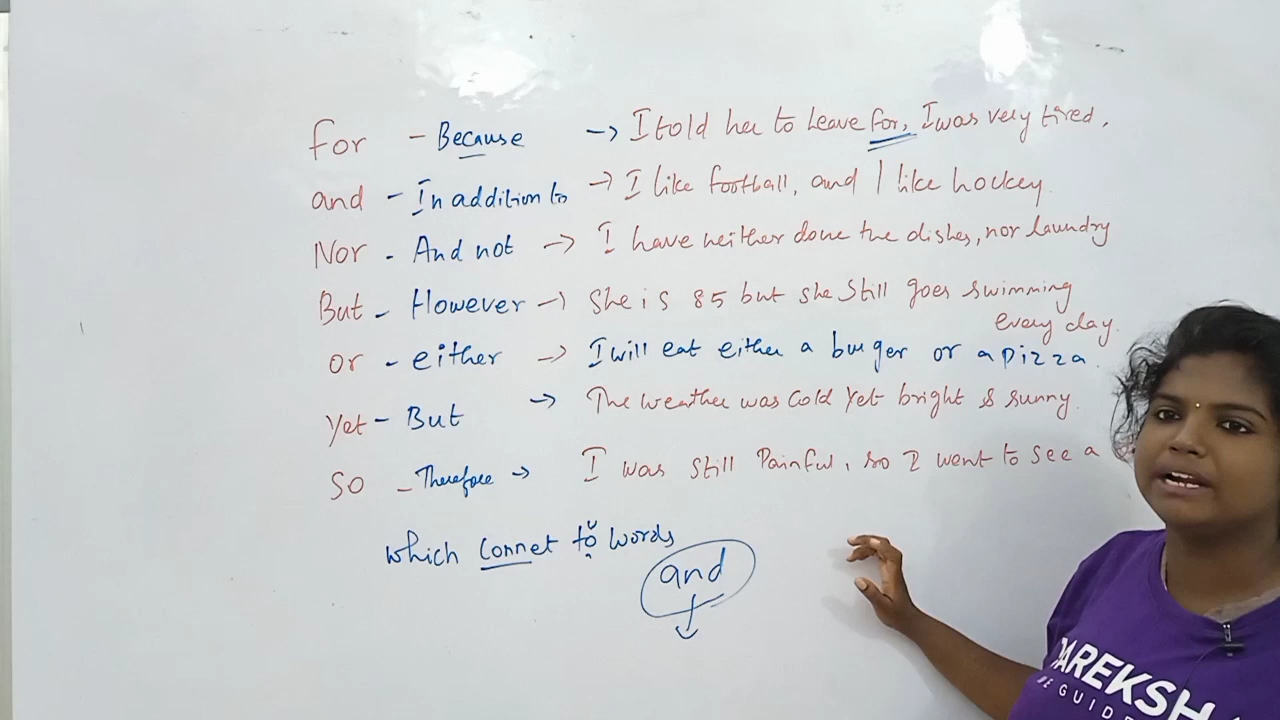 For - Because -> I told her to leave for, I was very tired.
and - In addition to -> I like football, and I like hockey.
Nor - And not -> I have neither done the dishes, nor laundry
But - However -> She is 85 but she still goes swimming
every day.
or - either -> I will eat either a burger or a pizza.
Yet - But -> The weather was cold yet bright & sunny.
So - Therefore -> I was still Painful, so I went to see a
which connet to words
and
DAREKSH
GUID